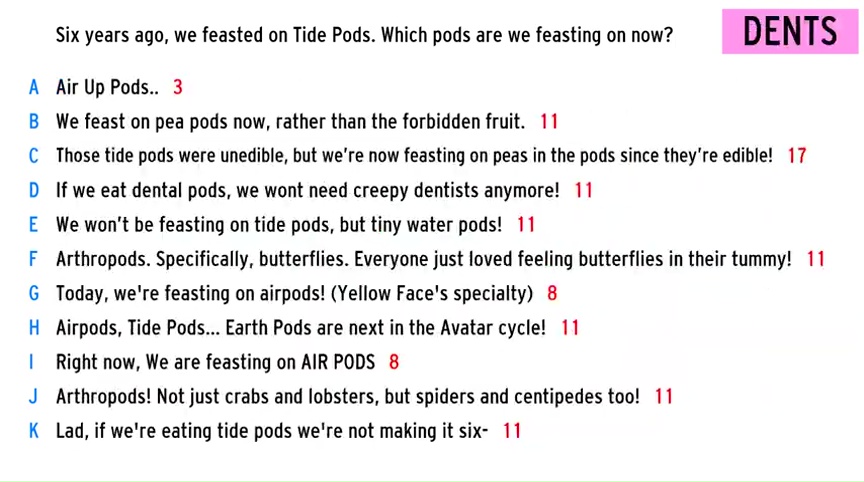 Six years ago, we feasted on Tide Pods. Which pods are we feasting on now?
DENTS
A Air Up Pods.. 3
B We feast on pea pods now, rather than the forbidden fruit. 11
C Those tide pods were unedible, but we're now feasting on peas in the pods since they're edible! 17
D If we eat dental pods, we wont need creepy dentists anymore! 11
E We won't be feasting on tide pods, but tiny water pods! 11
F Arthropods. Specifically, butterflies. Everyone just loved feeling butterflies in their tummy! 11
G Today, we're feasting on airpods! (Yellow Face's specialty) 8
H Airpods, Tide Pods... Earth Pods are next in the Avatar cycle! 11
I Right now, We are feasting on AIR PODS 8
J Arthropods! Not just crabs and lobsters, but spiders and centipedes too! 11
K Lad, if we're eating tide pods we're not making it six- 11